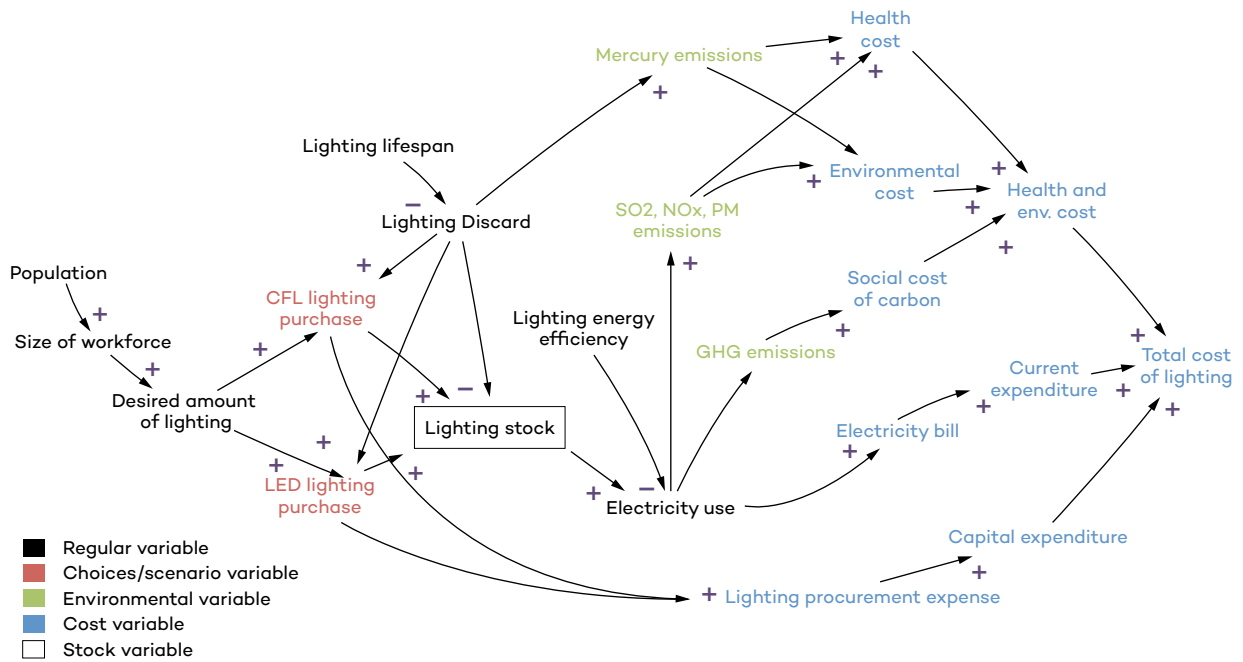 Health
cost
Mercury emissions
+
+
+
Lighting lifespan
Environmental
cost
+
+
Health and
env. cost
+
−
Lighting Discard
SO2, NOx, PM
emissions
+
+
+
Population
CFL lighting
purchase
Social cost
of carbon
+
Size of workforce
Lighting energy
efficiency
+
GHG emissions
+
+
+
Total cost
of lighting
Desired amount
of lighting
Current
expenditure
+
−
+
+
+
Lighting stock
Electricity bill
+
+
+
+
LED lighting
purchase
+
−
Electricity use
Capital expenditure
+
Regular variable
Choices/scenario variable
Environmental variable
Cost variable
Stock variable
+ Lighting procurement expense